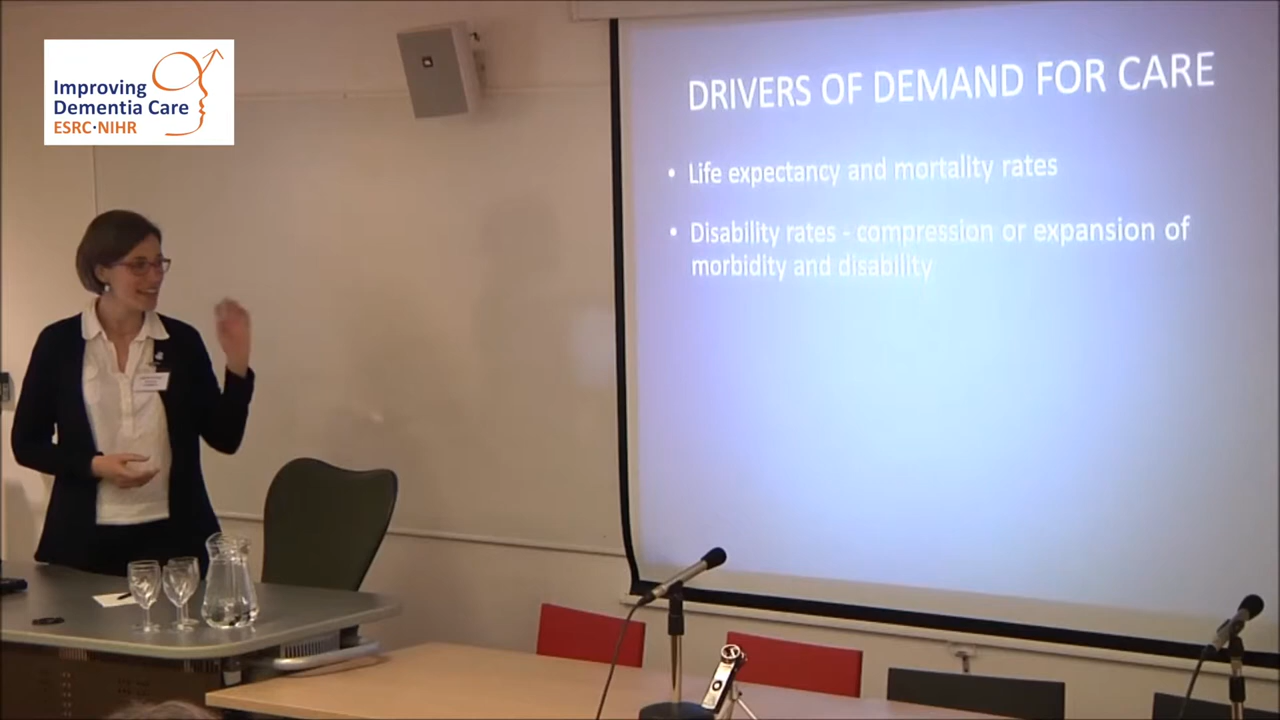 Improving
Dementia Care
ESRC·NIHR
DRIVERS OF DEMAND FOR CARE
• Life expectancy and mortality rates
• Disability rates - compression or expansion of
morbidity and disability